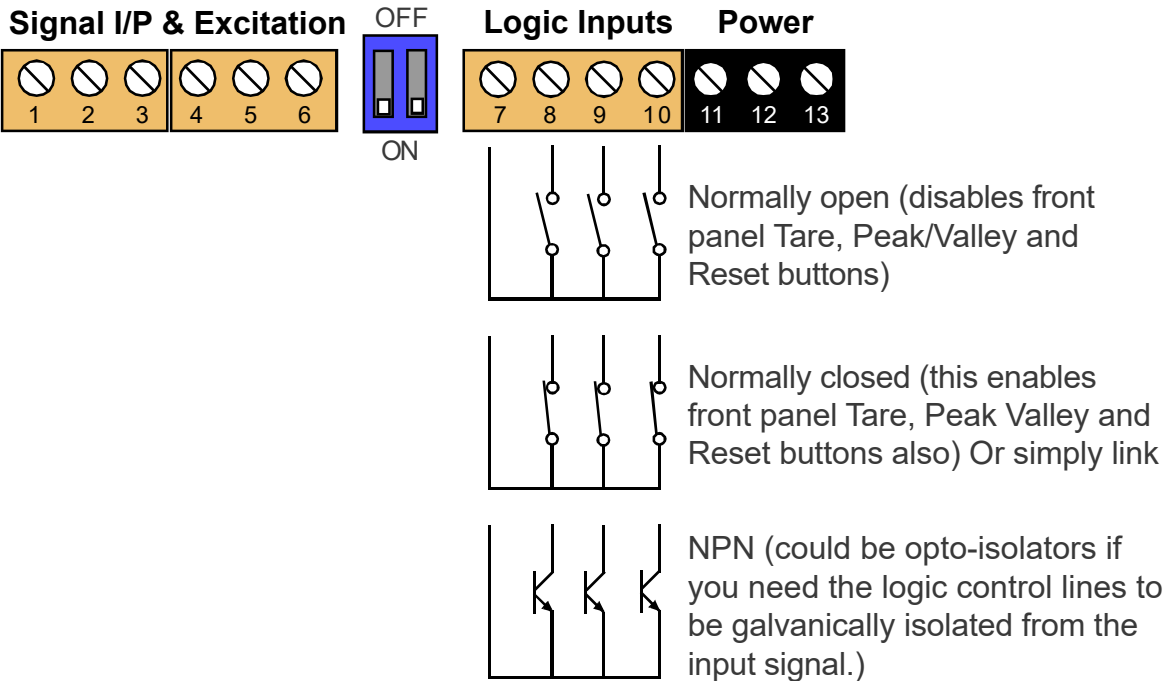 Signal I/P & Excitation OFF Logic Inputs Power
1 2 3 4 5 6 7 8 9 10 11 12 13
ON
Normally open (disables front
panel Tare, Peak/Valley and
Reset buttons)
Normally closed (this enables
front panel Tare, Peak Valley and
Reset buttons also) Or simply link
NPN (could be opto-isolators if
you need the logic control lines to
be galvanically isolated from the
input signal.)